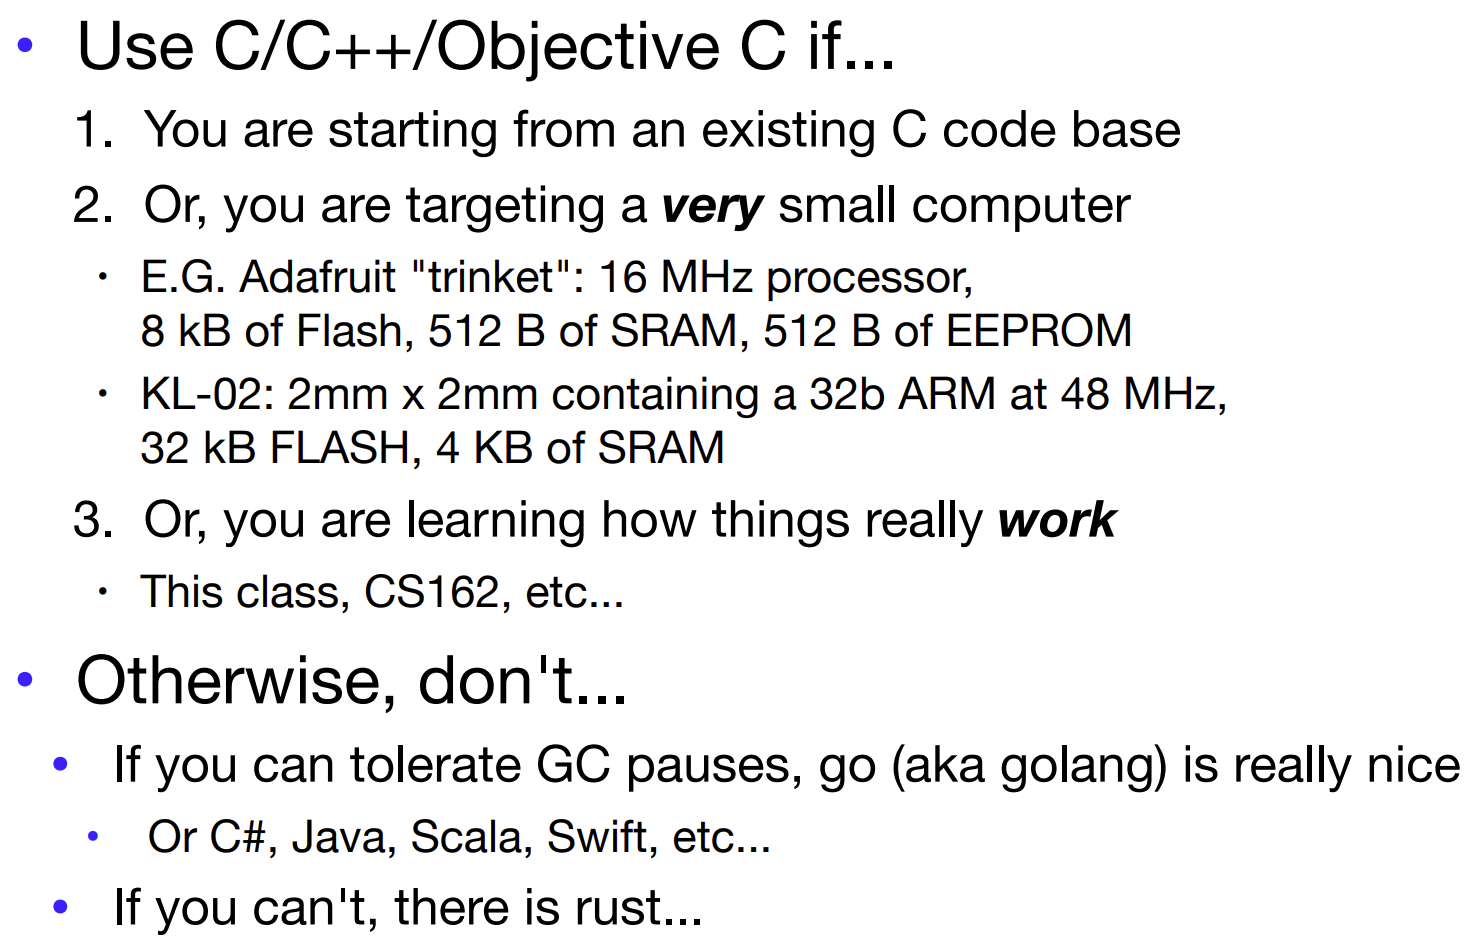 • Use C/C++/Objective C if...
1. You are starting from an existing C code base
2. Or, you are targeting a very small computer
• E.G. Adafruit "trinket": 16 MHz processor,
8 kB of Flash, 512 B of SRAM, 512 B of EEPROM
• KL-02: 2mm x 2mm containing a 32b ARM at 48 MHz,
32 kB FLASH, 4 KB of SRAM
3. Or, you are learning how things really work
• This class, CS162, etc...
• Otherwise, don't...
• If you can tolerate GC pauses, go (aka golang) is really nice
• Or C#, Java, Scala, Swift, etc...
• If you can't, there is rust...